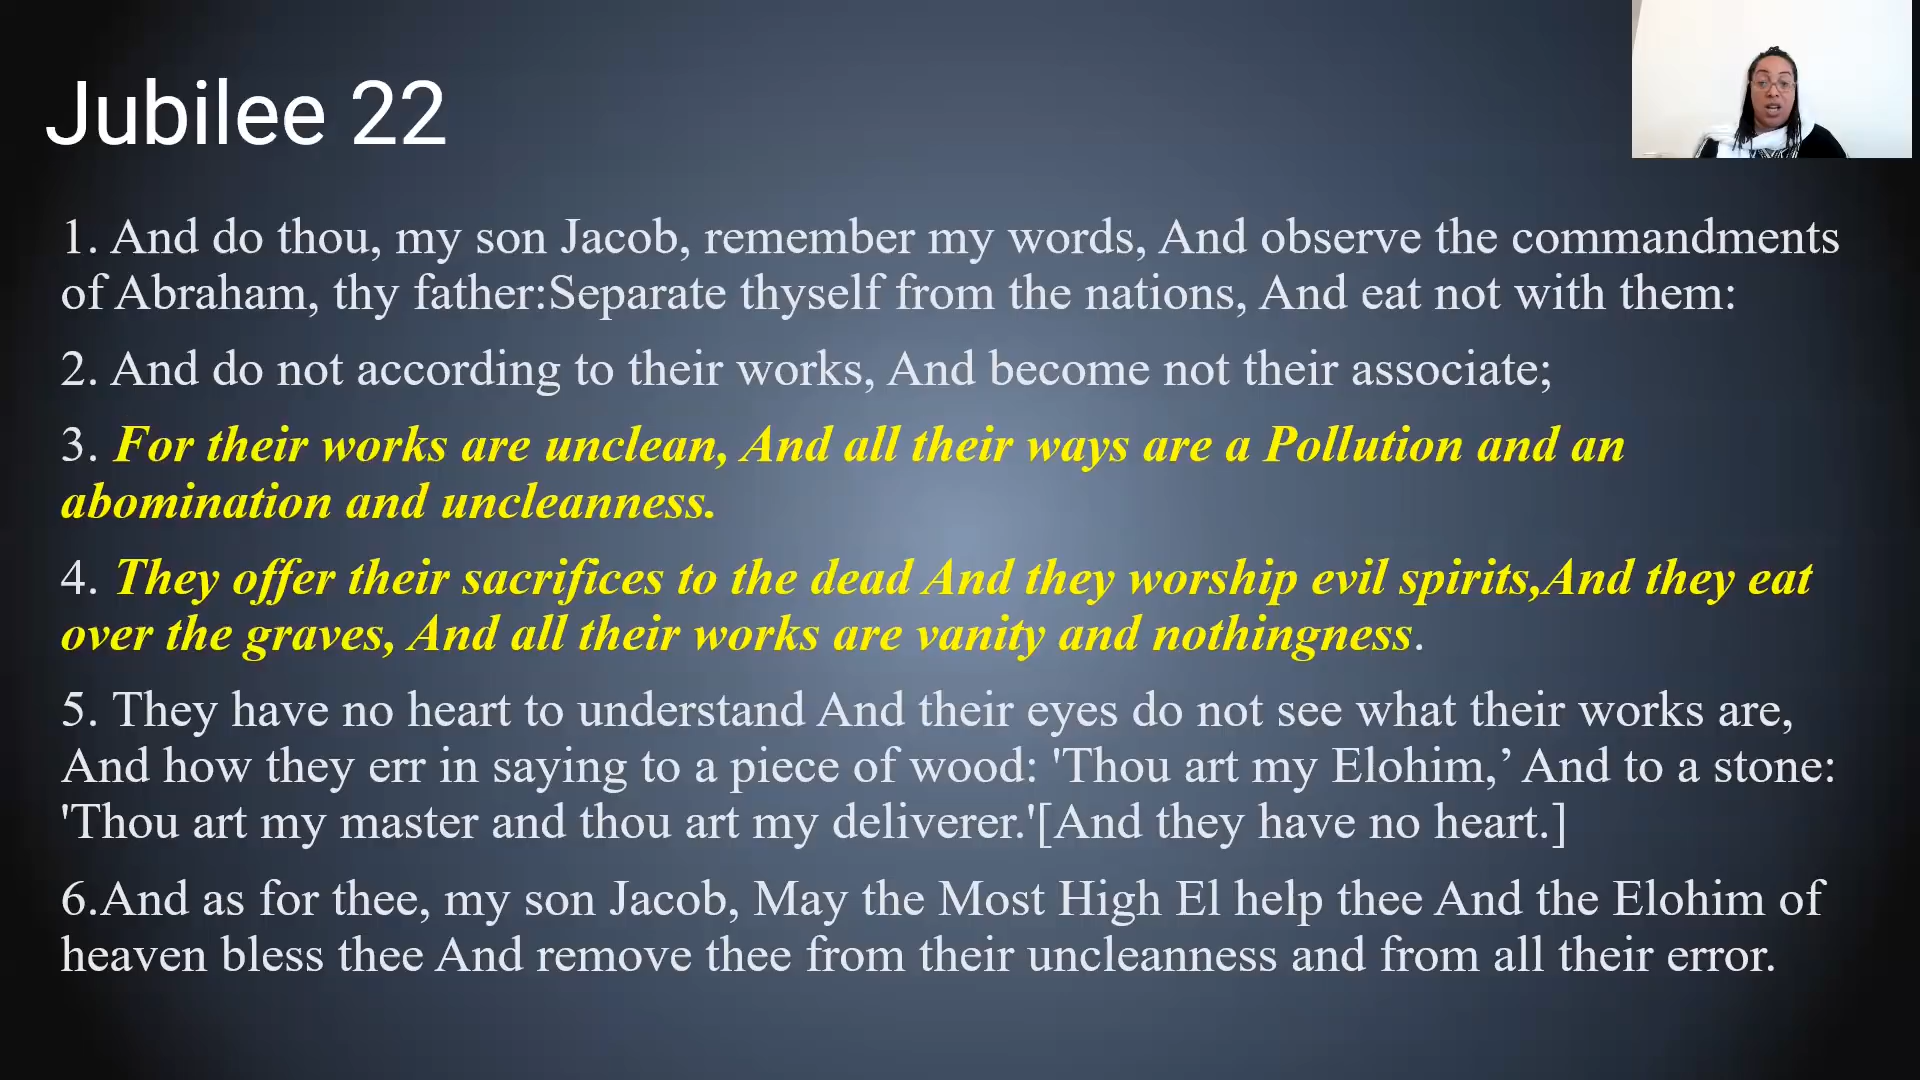 Jubilee 22
1. And do thou, my son Jacob, remember my words, And observe the commandments
of Abraham, thy father:Separate thyself from the nations, And eat not with them:
2. And do not according to their works, And become not their associate;
3. For their works are unclean, And all their ways are a Pollution and an
abomination and uncleanness.
4. They offer their sacrifices to the dead And they worship evil spirits,And they eat
over the graves, And all their works are vanity and nothingness.
5. They have no heart to understand And their eyes do not see what their works are,
And how they err in saying to a piece of wood: 'Thou art my Elohim,’ And to a stone:
'Thou art my master and thou art my deliverer.'[And they have no heart.]
6.And as for thee, my son Jacob, May the Most High El help thee And the Elohim of
heaven bless thee And remove thee from their uncleanness and from all their error.